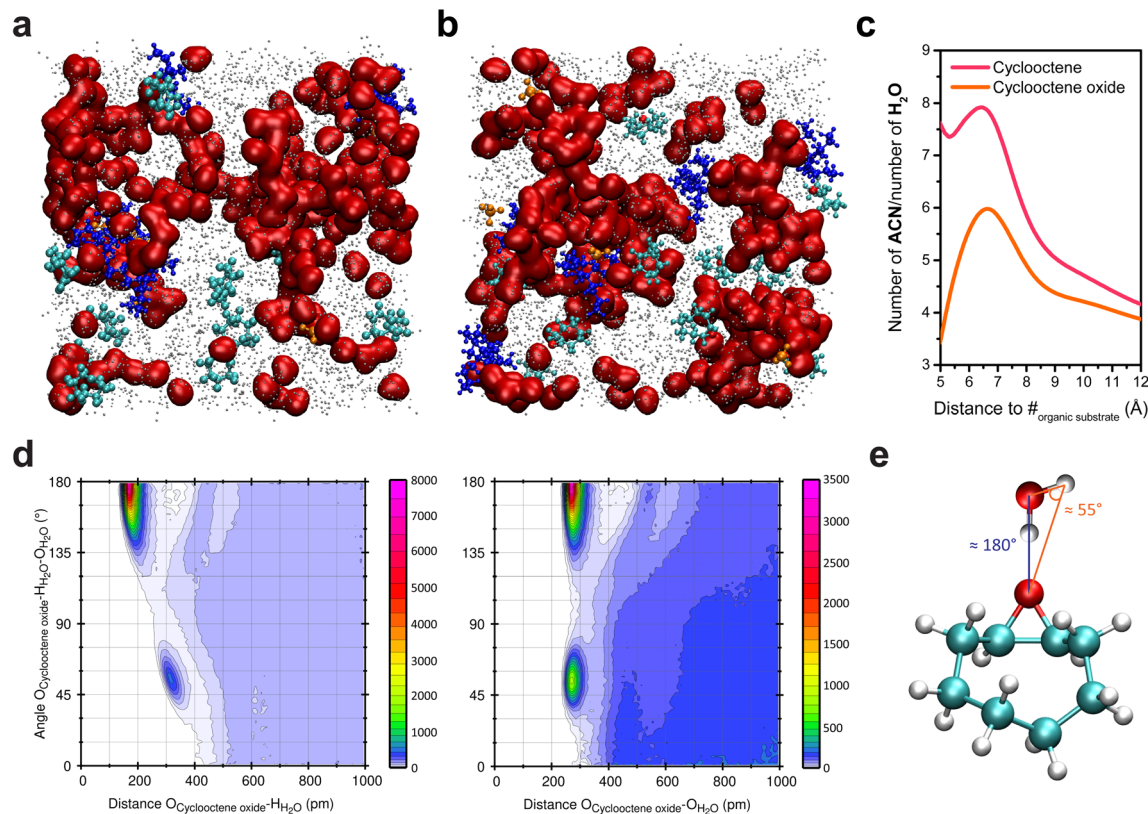 a
b
c
9
8
7
6
5
4
3
Number of ACN/number of H2O
Cyclooctene
Cyclooctene oxide
5 6 7 8 9 10 11 12
Distance to #organic substrate (Å)
d
180
135
90
45
0
Angle OCyclooctene oxide-HH2O-OH2O (°)
0 200 400 600 800 1000
Distance OCyclooctene oxide-HH2O (pm)
8000
7000
6000
5000
4000
3000
2000
1000
0
180
135
90
45
0
0 200 400 600 800 1000
Distance OCyclooctene oxide-OH2O (pm)
3500
3000
2500
2000
1500
1000
500
0
e
≈ 55°
≈ 180°